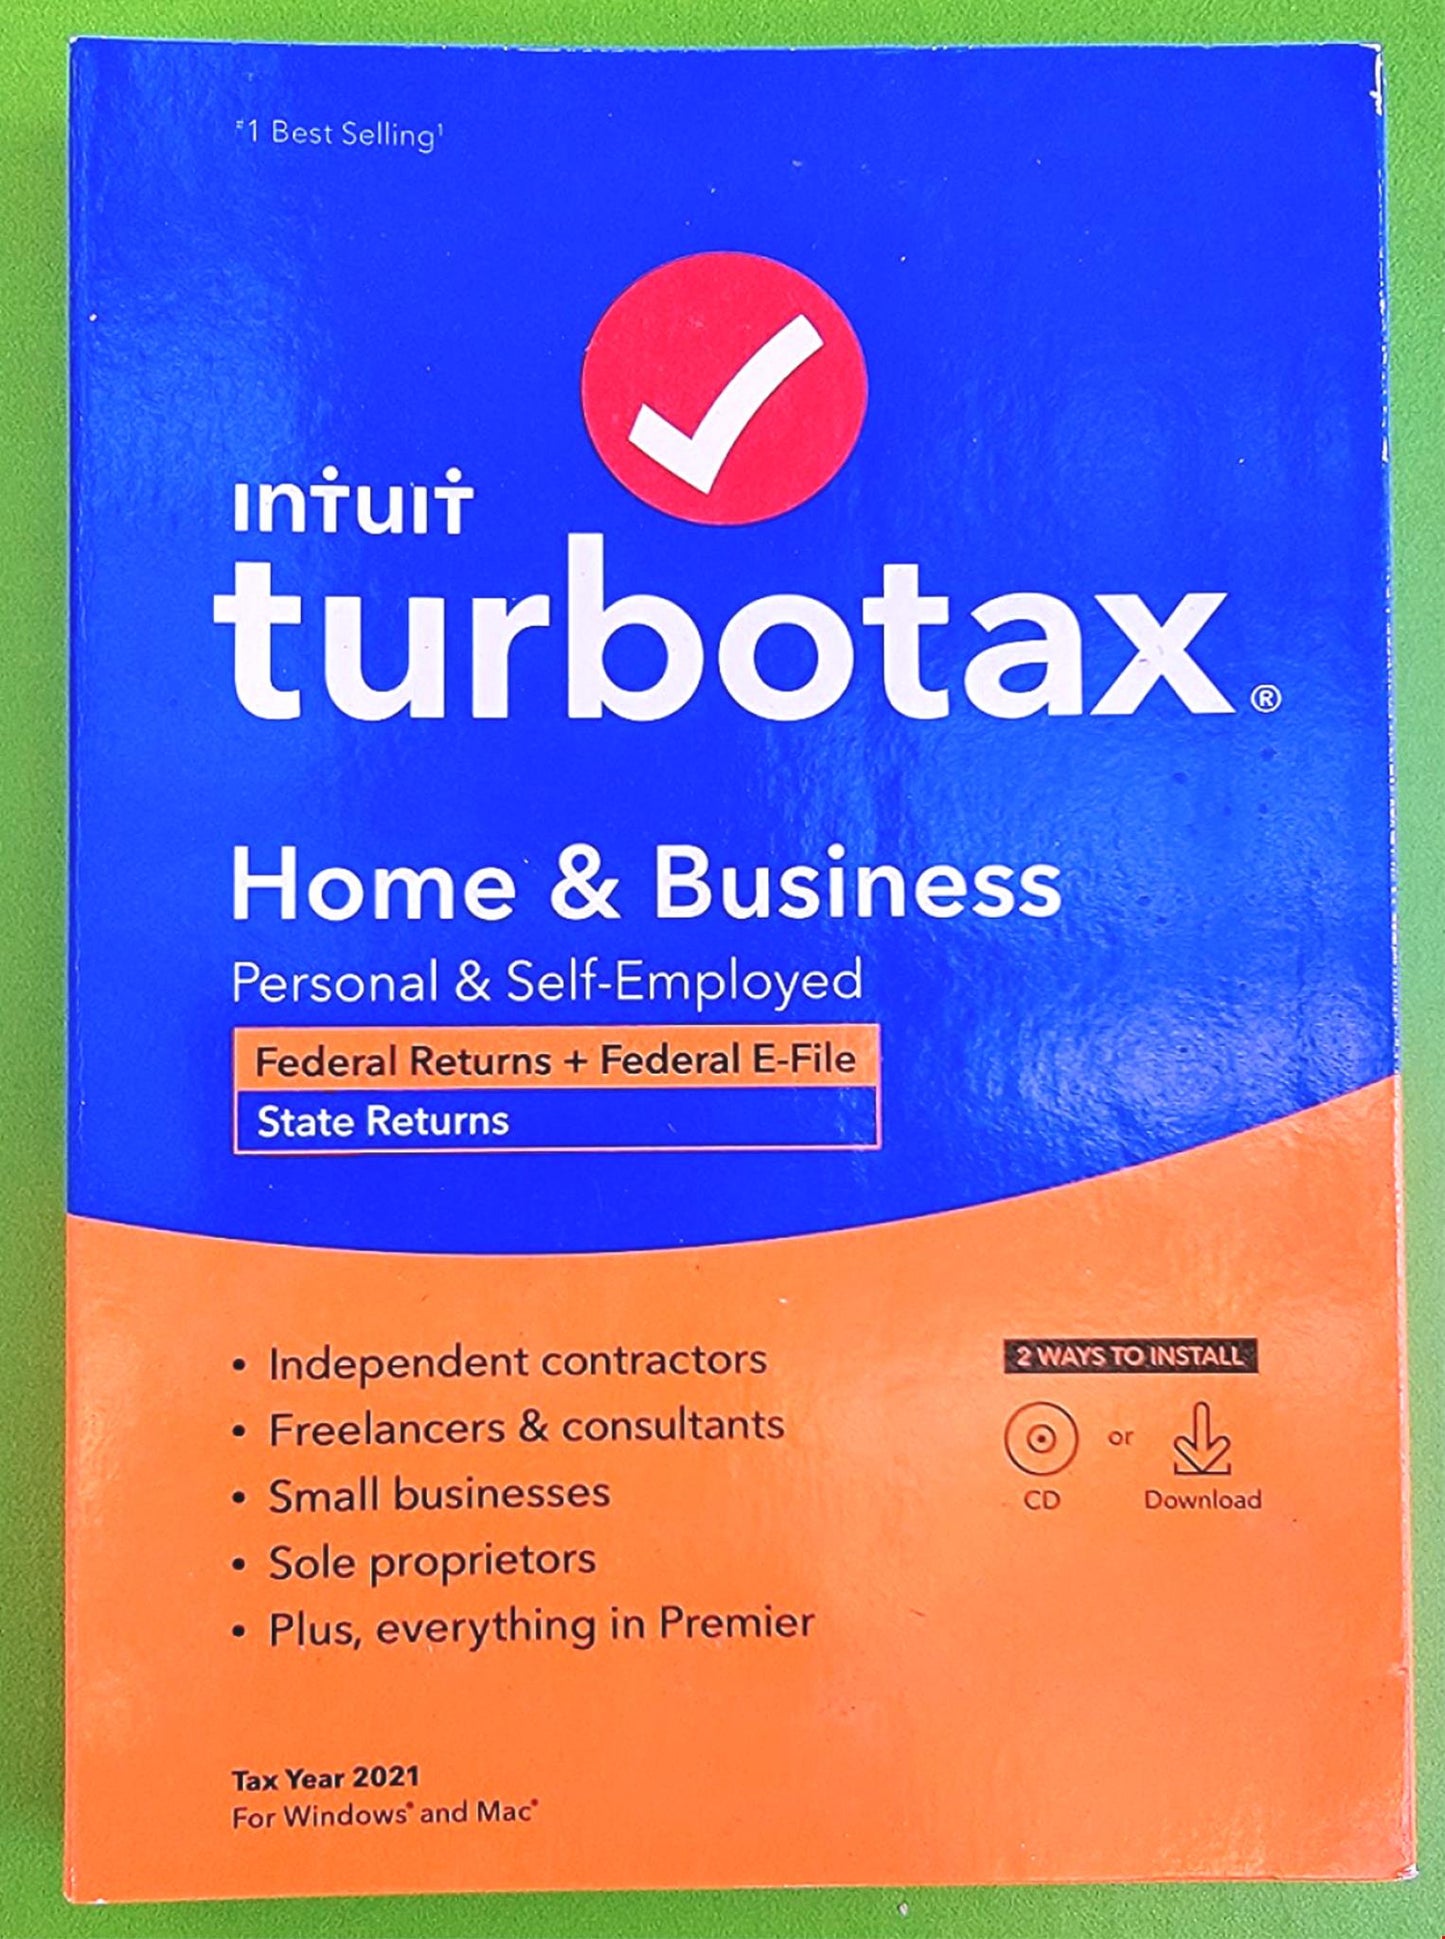 #1 Best Selling¹
intuit
turbotax®
Home & Business
Personal & Self-Employed
Federal Returns + Federal E-File
State Returns
• Independent contractors
• Freelancers & consultants
• Small businesses
• Sole proprietors
• Plus, everything in Premier
2 WAYS TO INSTALL
CD or Download
Tax Year 2021
For Windows® and Mac®